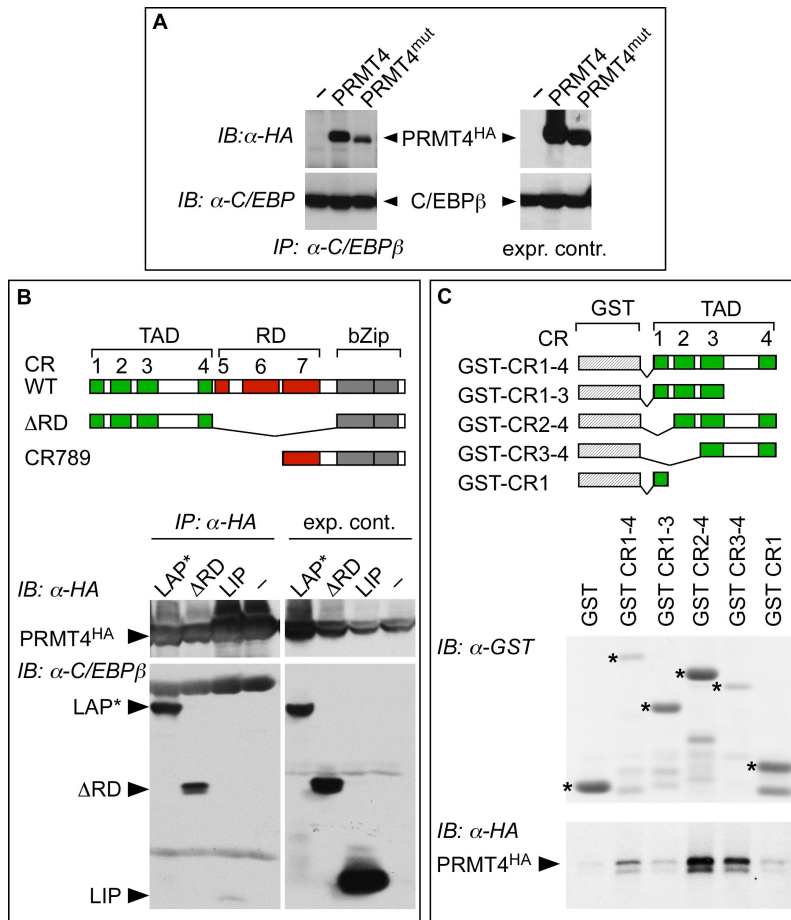 A
– PRMT4 PRMT4mut – PRMT4 PRMT4mut
IB:α-HA ◄ PRMT4HA ►
IB: α-C/EBP ◄ C/EBPβ ►
IP: α-C/EBPβ expr. contr.
B
TAD RD bZip
CR 1 2 3 4 5 6 7
WT
ΔRD
CR789
IP: α-HA exp. cont.
LAP* ΔRD LIP – LAP* ΔRD LIP –
IB: α-HA
PRMT4HA ►
IB: α-C/EBPβ
LAP* ►
ΔRD ►
LIP ►
C
GST TAD
CR 1 2 3 4
GST-CR1-4
GST-CR1-3
GST-CR2-4
GST-CR3-4
GST-CR1
GST GST CR1-4 GST CR1-3 GST CR2-4 GST CR3-4 GST CR1
IB: α-GST
* * * * * *
IB: α-HA
PRMT4HA ►